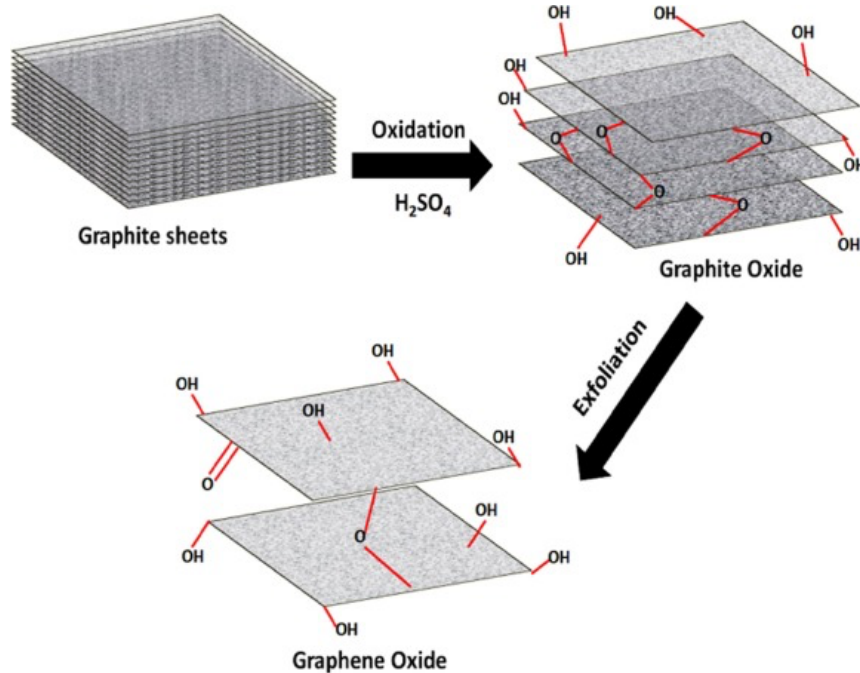 OH
OH
OH
OH
OH
Oxidation
H₂SO₄
O
O
O
OH
O
O
OH
OH
Graphite sheets
Graphite Oxide
Exfoliation
OH
OH
OH
OH
O
OH
O
OH
OH
OH
Graphene Oxide